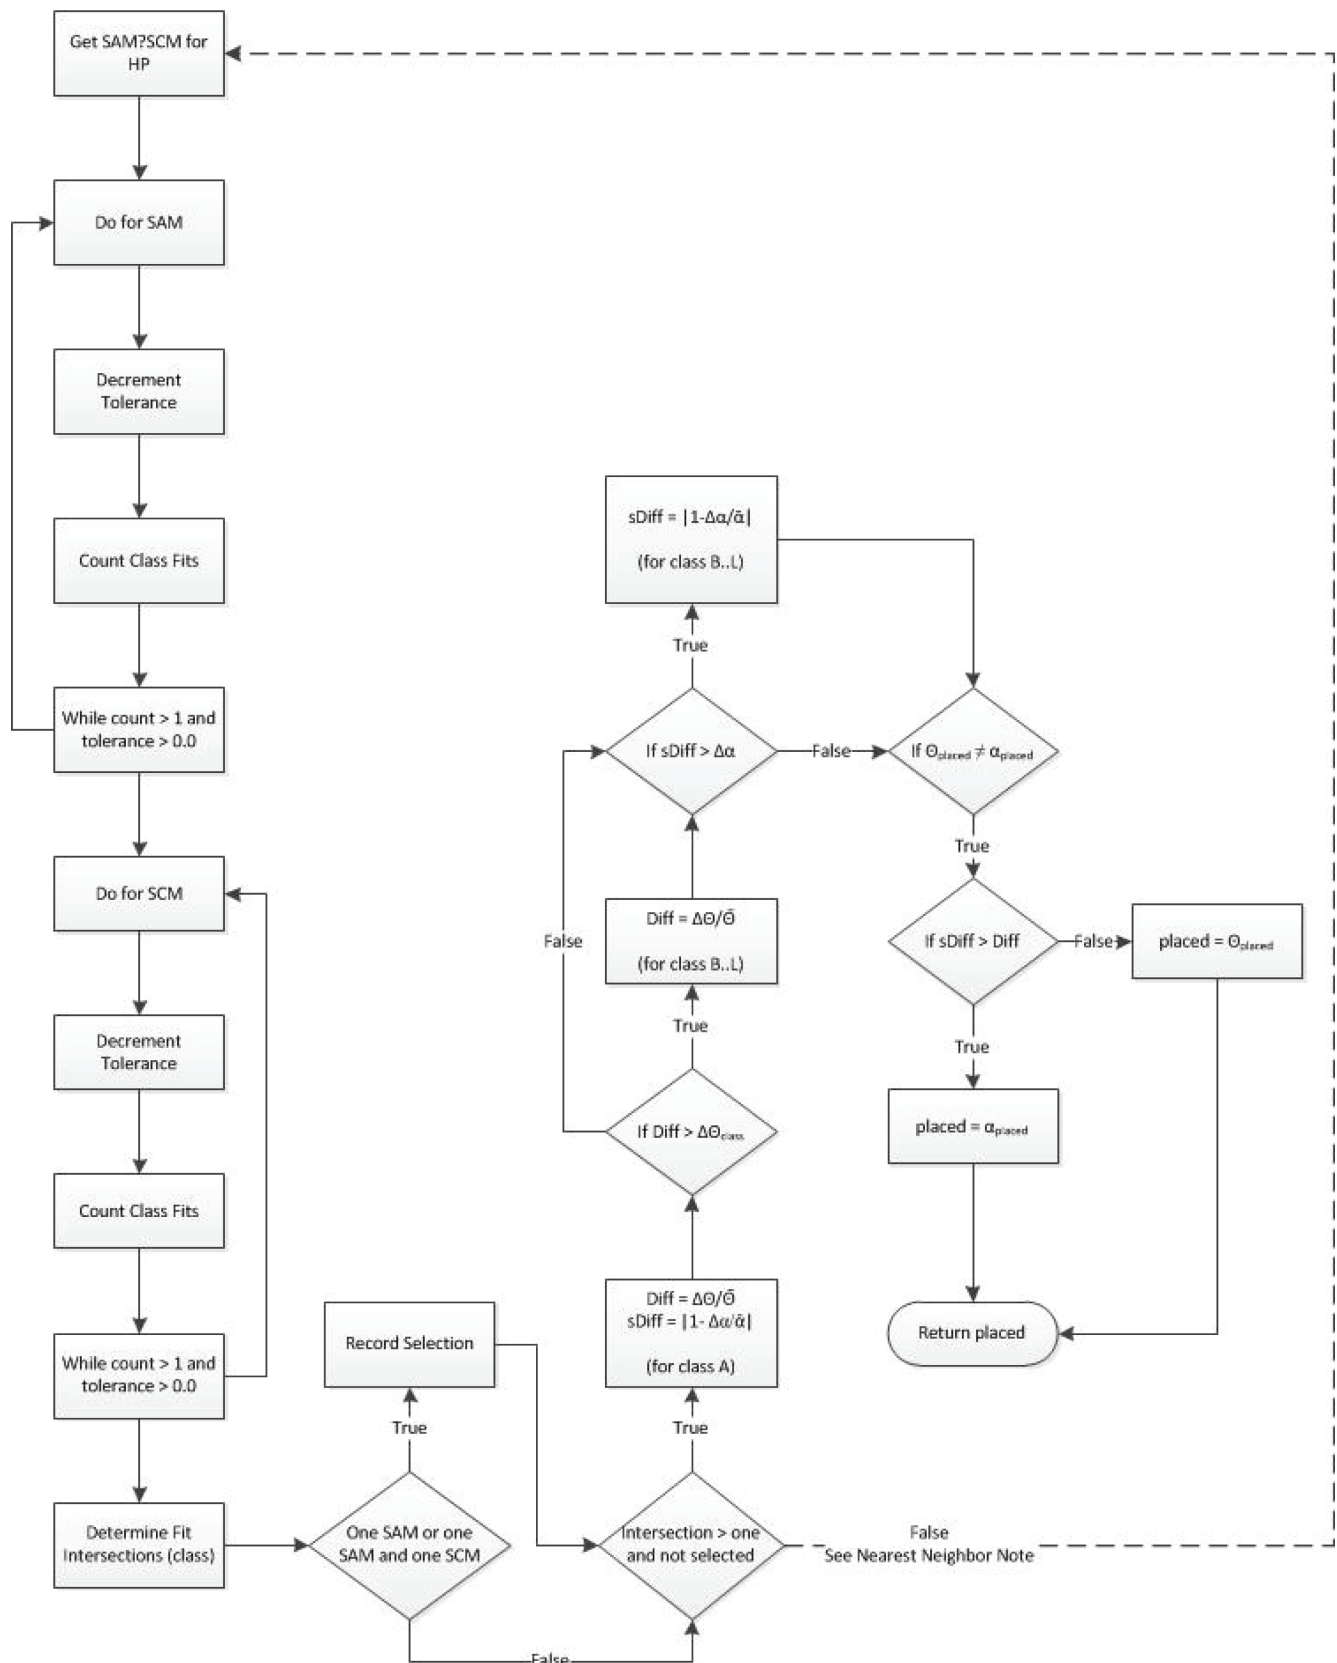 Get SAM?SCM for
HP
Do for SAM
Decrement
Tolerance
Count Class Fits
While count > 1 and
tolerance > 0.0
Do for SCM
Decrement
Tolerance
Count Class Fits
While count > 1 and
tolerance > 0.0
Determine Fit
Intersections (class)
One SAM or one
SAM and one SCM
True
False
Record Selection
Intersection > one
and not selected
True
False
See Nearest Neighbor Note
Diff = ΔΘ/Θ̄
sDiff = |1- Δα/ᾱ|
(for class A)
If Diff > ΔΘclass
True
False
Diff = ΔΘ/Θ̄
(for class B..L)
If sDiff > Δα
True
False
sDiff = |1-Δα/ᾱ|
(for class B..L)
If Θplaced ≠ αplaced
True
If sDiff > Diff
False
placed = Θplaced
True
placed = αplaced
Return placed